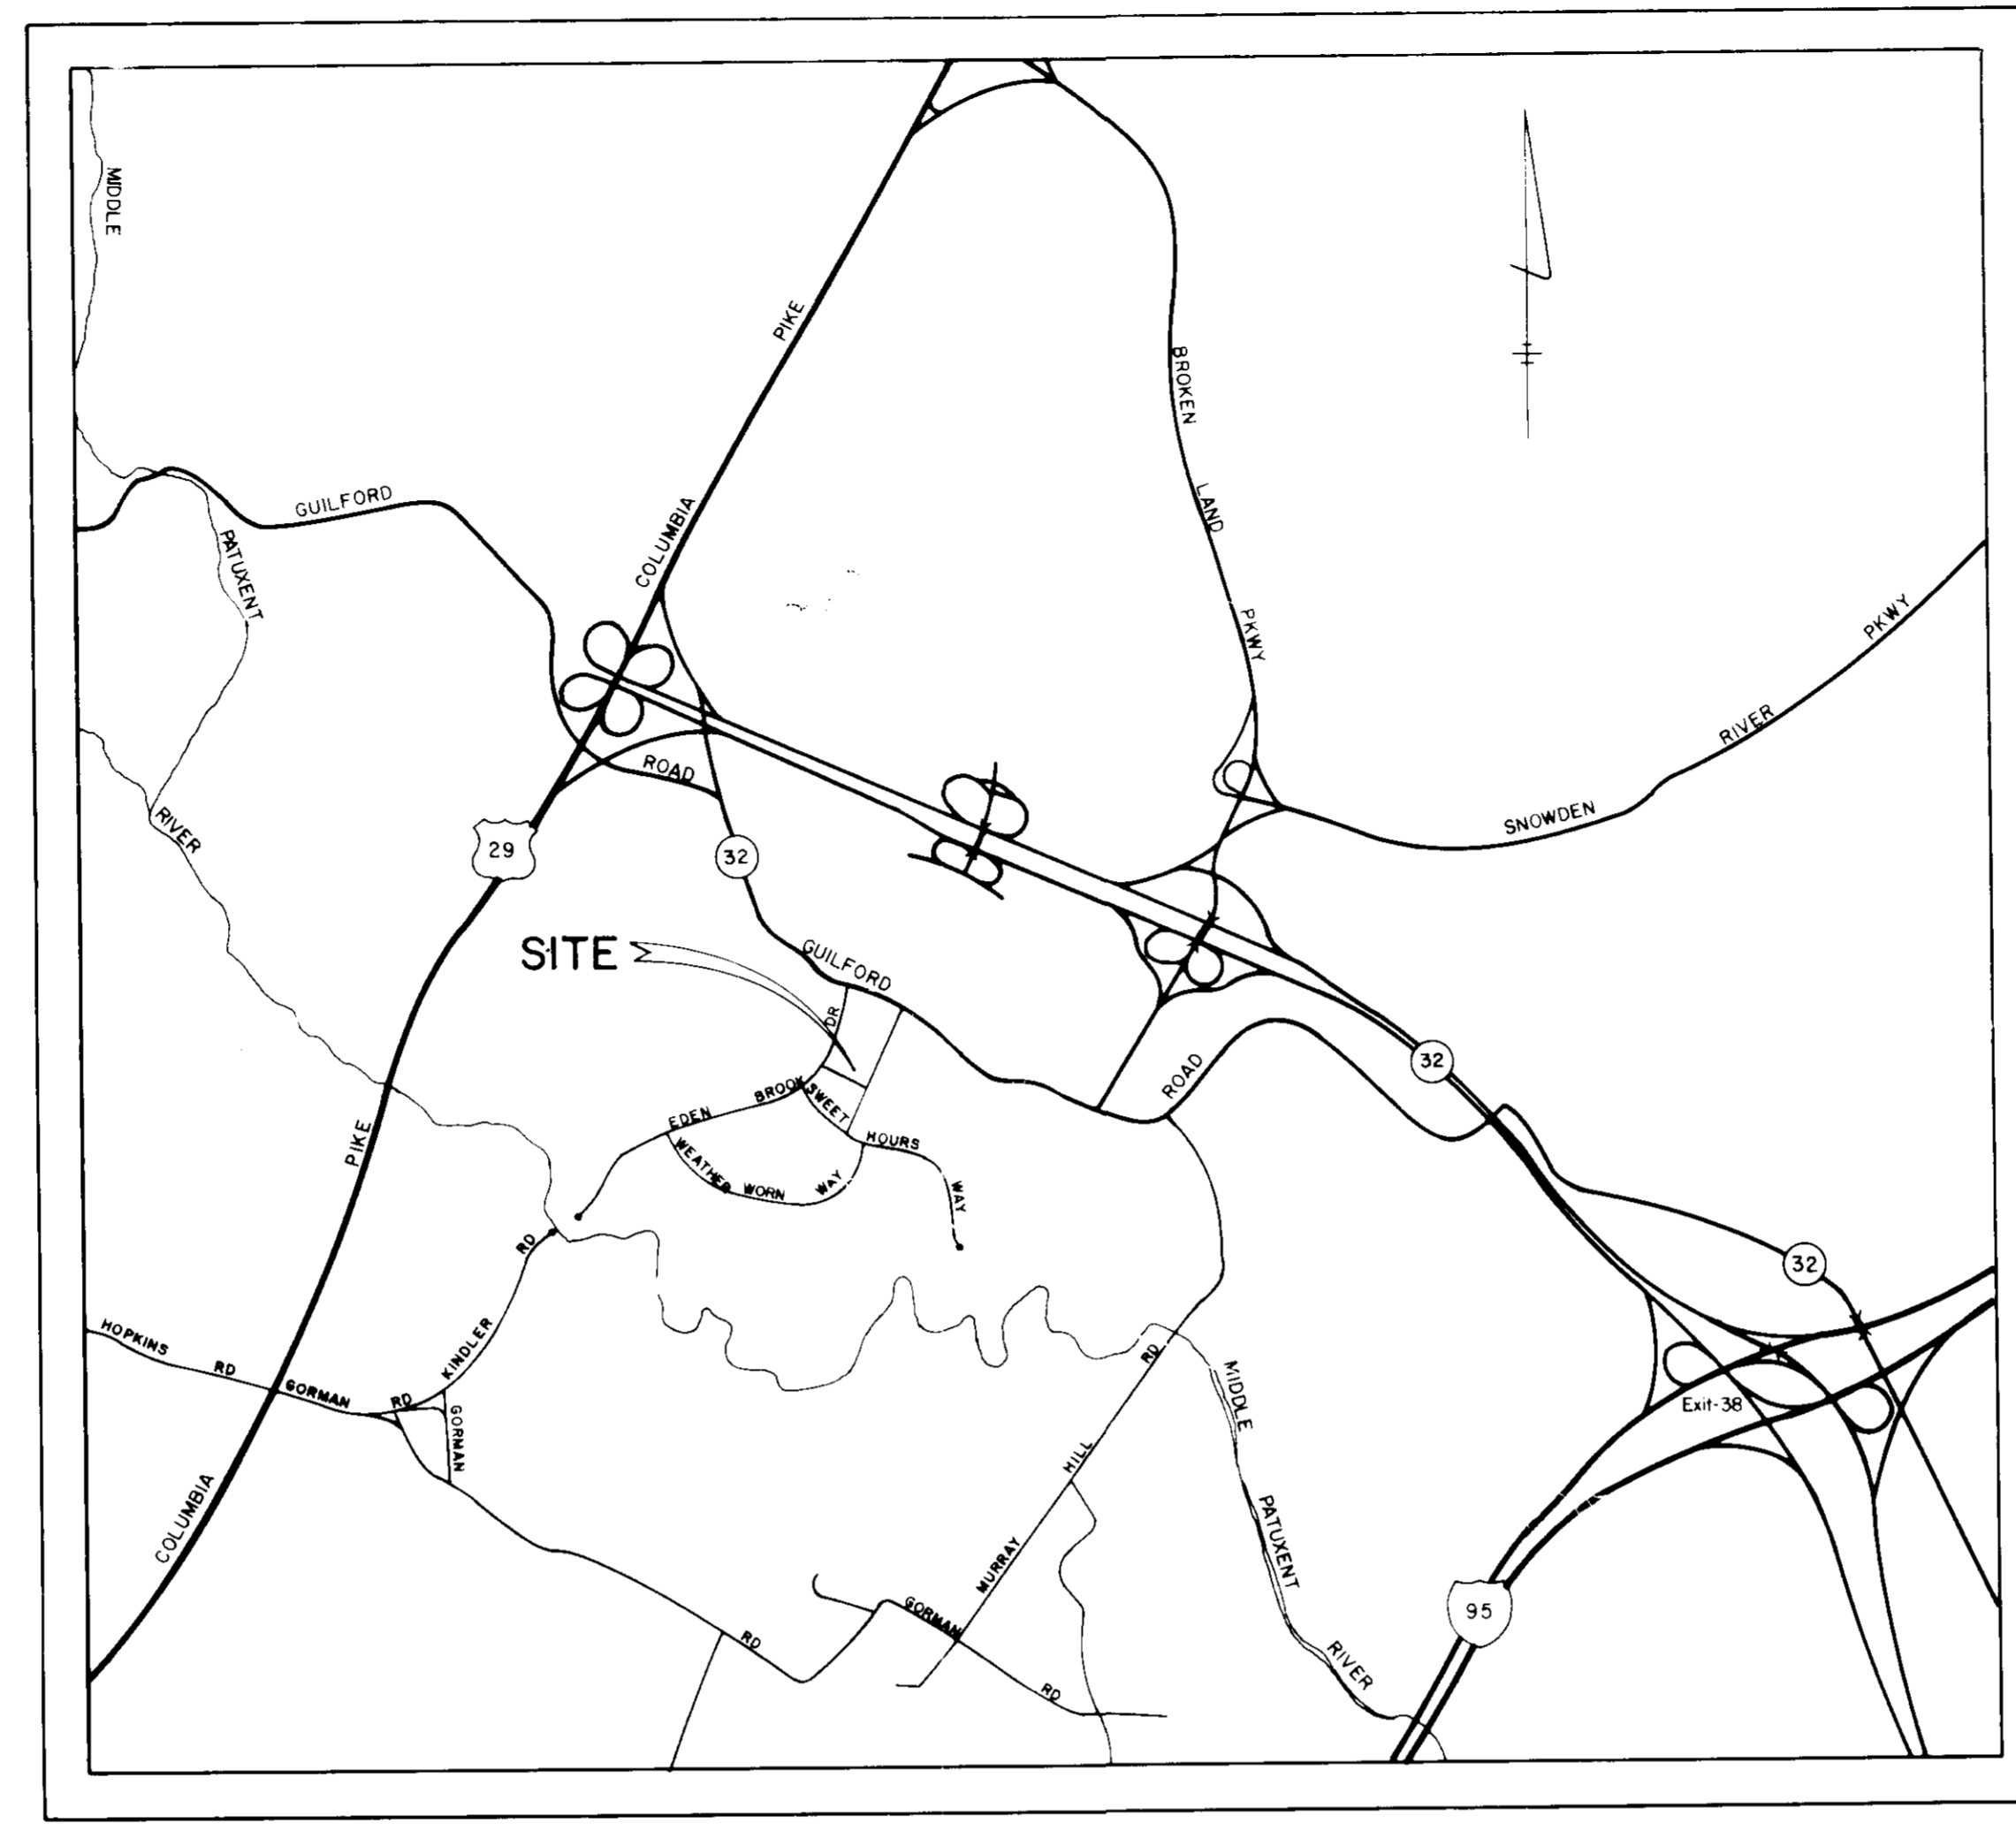 MIDDLE
PATUXENT
RIVER
GUILFORD
ROAD
COLUMBIA
PIKE
BROKEN
LAND
PKWY
SNOWDEN
RIVER
PKWY
29
32
SITE
GUILFORD
ROAD
32
DR
BROOK
EDEN
SWEET
HOURS
WAY
WEATHER WORN WAY
PIKE
COLUMBIA
HOPKINS RD
GORMAN RD
KINDLER RD
GORMAN
RD
GORMAN
RD
MURRAY
HILL
RD
MIDDLE
PATUXENT
RIVER
32
Exit-38
95